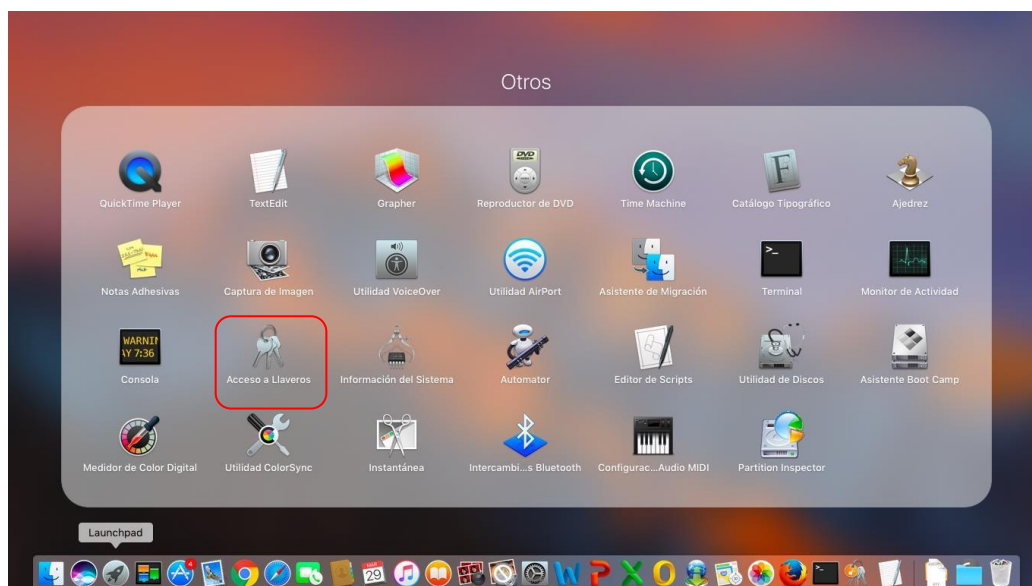 Otros
QuickTime Player
TextEdit
Grapher
DVD
Reproductor de DVD
Time Machine
F
Catálogo Tipográfico
Ajedrez
Notas Adhesivas
Captura de Imagen
Utilidad VoiceOver
Utilidad AirPort
Asistente de Migración
>_
Terminal
Monitor de Actividad
WARNIN
AY 7:36
Consola
Acceso a Llaveros
Información del Sistema
Automator
Editor de Scripts
Utilidad de Discos
Asistente Boot Camp
Medidor de Color Digital
Utilidad ColorSync
Instantánea
Intercambi...s Bluetooth
Configurac...Audio MIDI
Partition Inspector
Launchpad
4
29